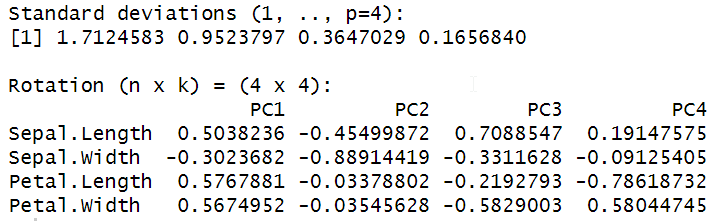 Standard deviations (1, .., p=4):
[1] 1.7124583 0.9523797 0.3647029 0.1656840
Rotation (n x k) = (4 x 4):
PC1 PC2 PC3 PC4
Sepal.Length 0.5038236 -0.45499872 0.7088547 0.19147575
Sepal.Width -0.3023682 -0.88914419 -0.3311628 -0.09125405
Petal.Length 0.5767881 -0.03378802 -0.2192793 -0.78618732
Petal.Width 0.5674952 -0.03545628 -0.5829003 0.58044745